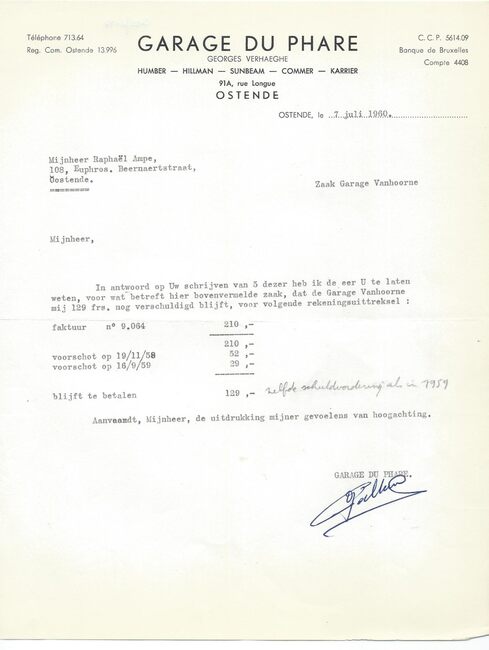 Téléphone 713.64
Reg. Com. Ostende 13.976
GARAGE DU PHARE
GEORGES VERHAEGHE
HUMBER — HILLMAN — SUNBEAM — COMMER — KARRIER
91A, rue Longue
OSTENDE
C. C. P. 5614.09
Banque de Bruxelles
Compte 4408
OSTENDE, le 7 juli 1960.
Mijnheer Raphaël Ampe,
108, Euphros. Beernaertstraat,
Oostende.
Zaak Garage Vanhoorne
Mijnheer,
In antwoord op Uw schrijven van 5 dezer heb ik de eer U te laten
weten, voor wat betreft hier bovenvermelde zaak, dat de Garage Vanhoorne
mij 129 frs. nog verschuldigd blijft, voor volgende rekeningsuittreksel :
faktuur n° 9.064 210 ,-
210 ,-
voorschot op 19/11/58 52 ,-
voorschot op 16/9/59 29 ,-
blijft te betalen 129 ,- zelfde schuldvordering als in 1959
Aanvaardt, Mijnheer, de uitdrukking mijner gevoelens van hoogachting.
GARAGE DU PHARE.